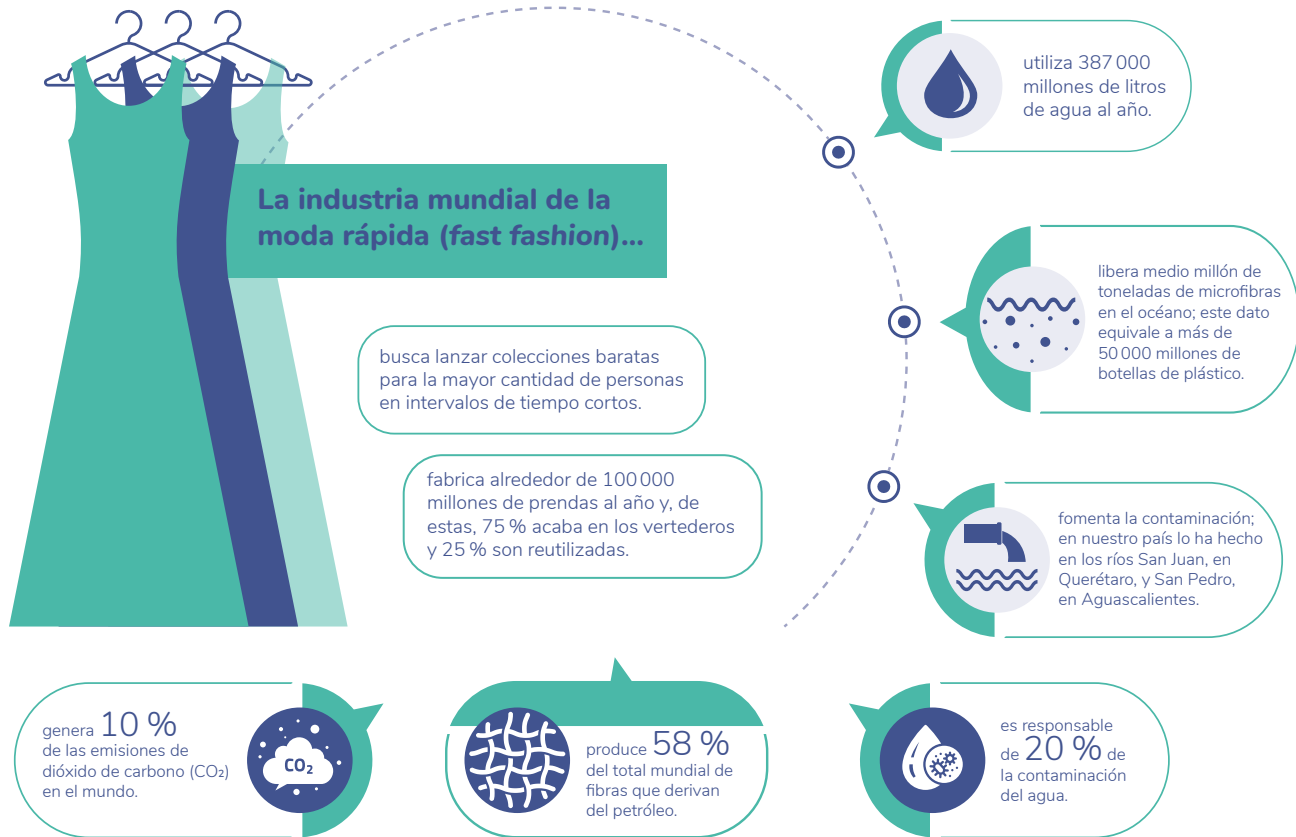 La industria mundial de la
moda rápida (fast fashion)...
busca lanzar colecciones baratas
para la mayor cantidad de personas
en intervalos de tiempo cortos.
fabrica alrededor de 100 000
millones de prendas al año y, de
estas, 75 % acaba en los vertederos
y 25 % son reutilizadas.
utiliza 387 000
millones de litros
de agua al año.
libera medio millón de
toneladas de microfibras
en el océano; este dato
equivale a más de
50 000 millones de
botellas de plástico.
fomenta la contaminación;
en nuestro país lo ha hecho
en los ríos San Juan, en
Querétaro, y San Pedro,
en Aguascalientes.
genera 10 %
de las emisiones de
dióxido de carbono (CO₂)
en el mundo.
CO₂
produce 58 %
del total mundial de
fibras que derivan
del petróleo.
es responsable
de 20 % de
la contaminación
del agua.